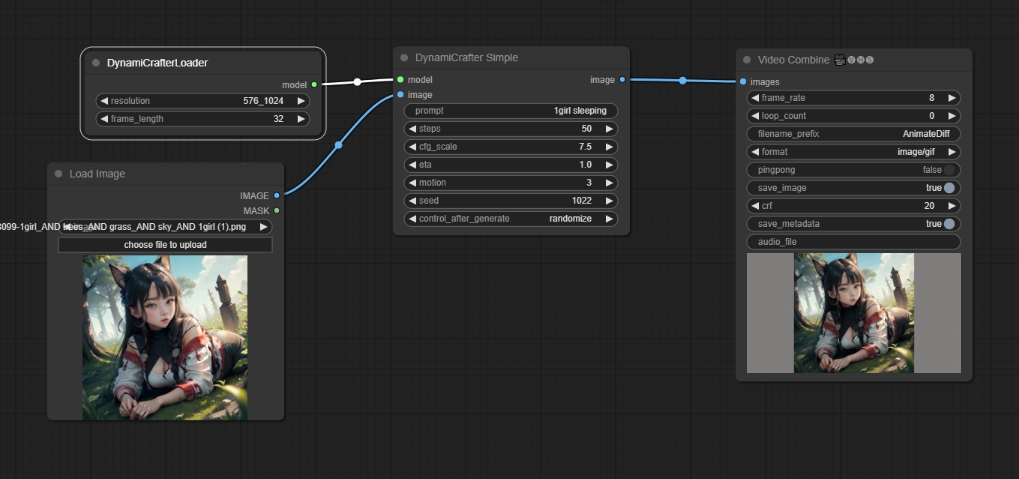 DynamiCrafterLoader
model
resolution 576_1024
frame_length 32
Load Image
IMAGE
MASK
AND grass_AND sky_AND 1girl (1).png
choose file to upload
DynamiCrafter Simple
model image
image
prompt 1girl sleeping
steps 50
cfg_scale 7.5
eta 1.0
motion 3
seed 1022
control_after_generate randomize
Video Combine 🎥🅥🅗🅢
images
frame_rate 8
loop_count 0
filename_prefix AnimateDiff
format image/gif
pingpong false
save_image true
crf 20
save_metadata true
audio_file